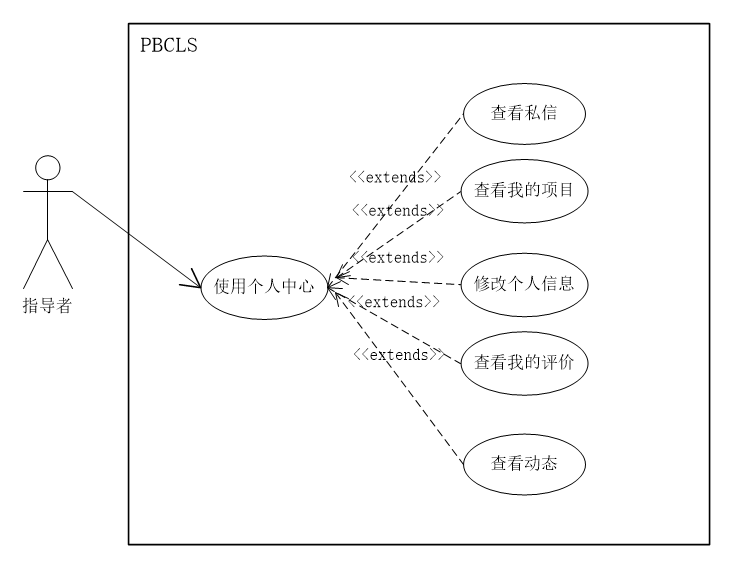 PBCLS
查看私信
<<extends>>
查看我的项目
<<extends>>
<<extends>>
使用个人中心
修改个人信息
指导者
<<extends>>
查看我的评价
<<extends>>
查看动态